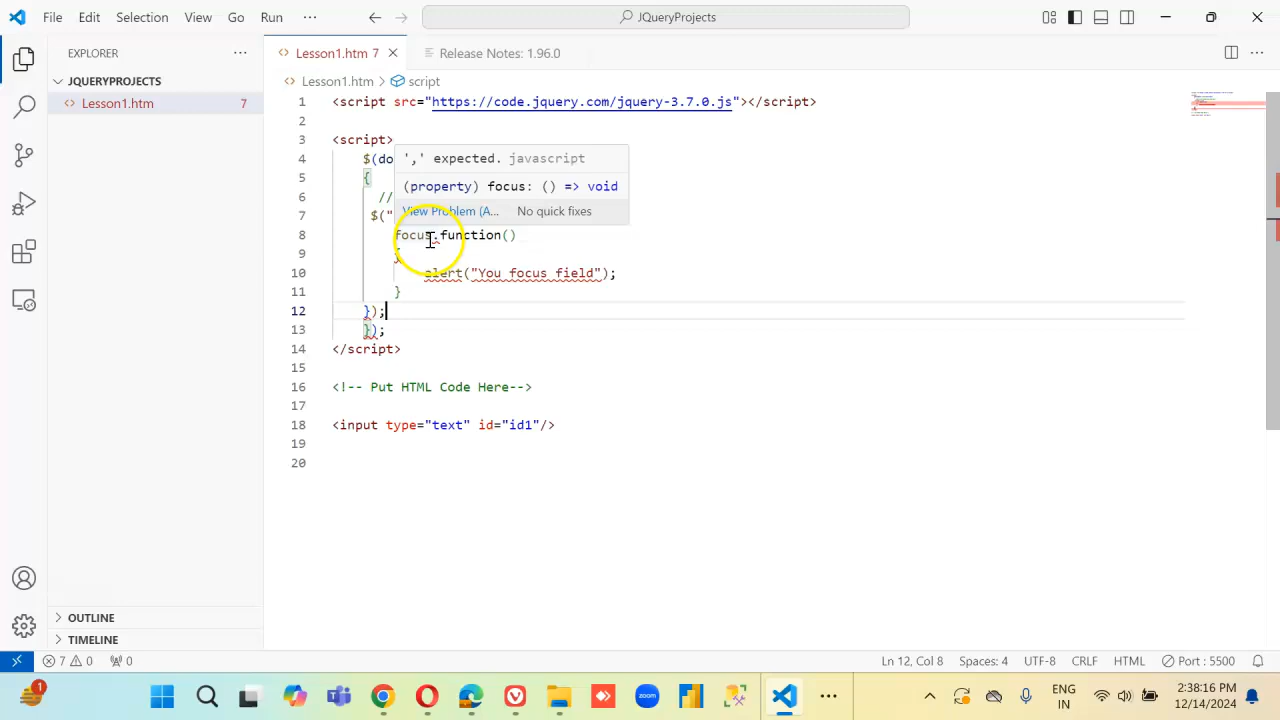 File Edit Selection View Go Run JQueryProjects
EXPLORER
Lesson1.htm 7
Release Notes: 1.96.0
JQUERYPROJECTS
Lesson1.htm > script
Lesson1.htm 7
1 <script src="https://code.jquery.com/jquery-3.7.0.js"></script>
2
3 <script>
4 $(do
',' expected. javascript
5 {
(property) focus: () => void
6 //
7 $("
View Problem (A... No quick fixes
8 focus.function()
9
10 alert("You focus field");
11 }
12 });
13 });
14 </script>
15
16 <!-- Put HTML Code Here-->
17
18 <input type="text" id="id1"/>
19
20
OUTLINE
TIMELINE
7 0 0
Ln 12, Col 8 Spaces: 4 UTF-8 CRLF HTML Port : 5500
1
zoom
ENG
IN
2:38:16 PM
12/14/2024